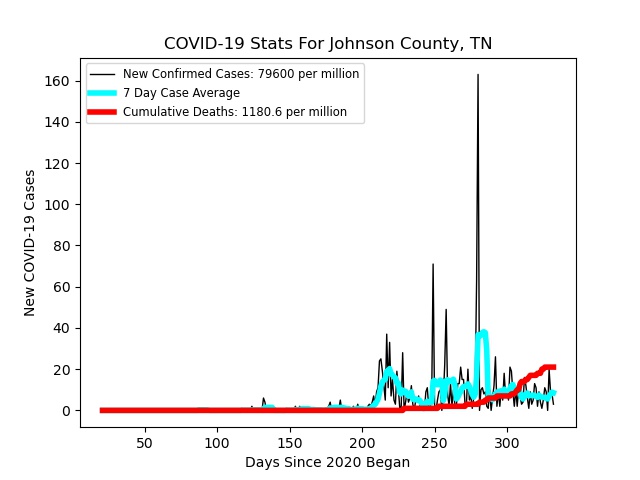 COVID-19 Stats For Johnson County, TN
New Confirmed Cases: 79600 per million
7 Day Case Average
Cumulative Deaths: 1180.6 per million
New COVID-19 Cases
160
140
120
100
80
60
40
20
0
50
100
150
200
250
300
Days Since 2020 Began